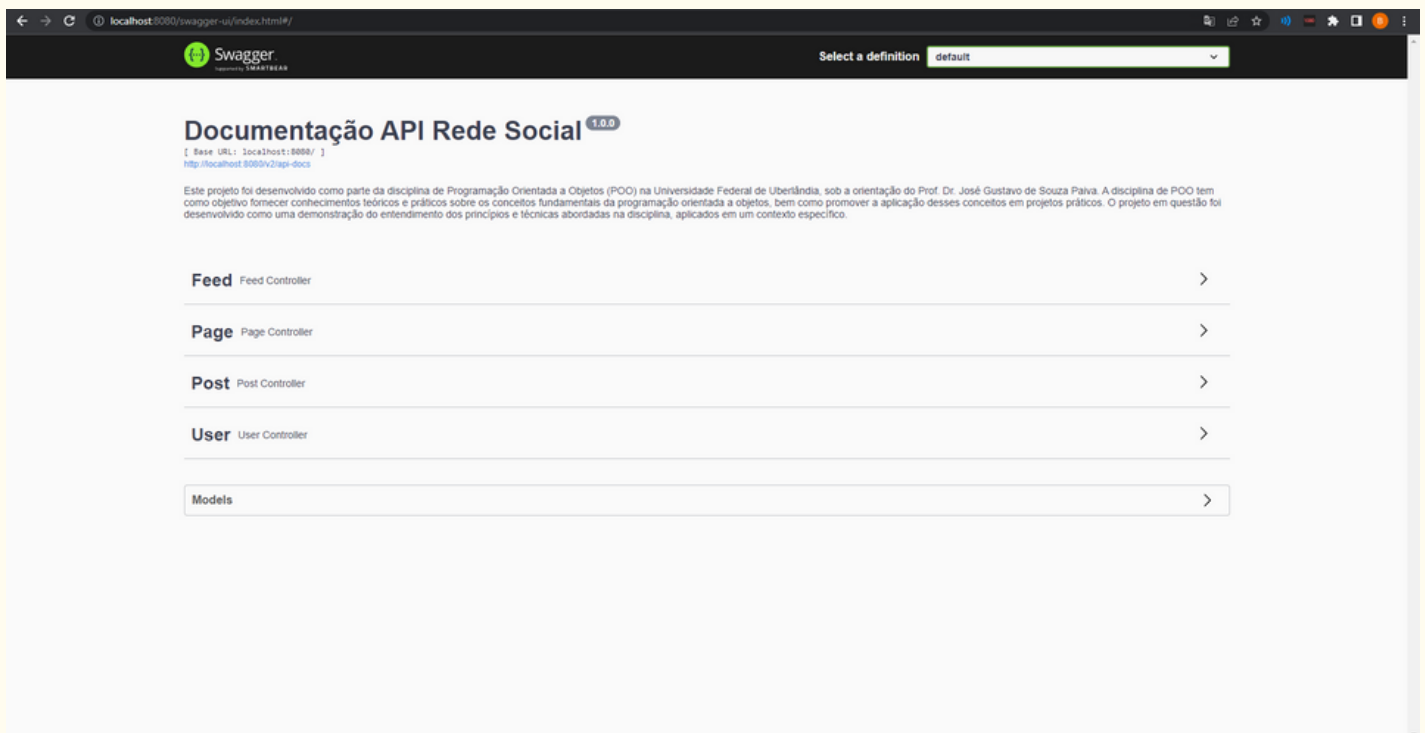 localhost:8080/swagger-ui/index.html#/
Swagger.
Supported by SMARTBEAR
Select a definition
default
Documentação API Rede Social 1.0.0
[ Base URL: localhost:8080/ ]
http://localhost:8080/v2/api-docs
Este projeto foi desenvolvido como parte da disciplina de Programação Orientada a Objetos (POO) na Universidade Federal de Uberlândia, sob a orientação do Prof. Dr. José Gustavo de Souza Paiva. A disciplina de POO tem
como objetivo fornecer conhecimentos teóricos e práticos sobre os conceitos fundamentais da programação orientada a objetos, bem como promover a aplicação desses conceitos em projetos práticos. O projeto em questão foi
desenvolvido como uma demonstração do entendimento dos princípios e técnicas abordadas na disciplina, aplicados em um contexto específico.
Feed Feed Controller
Page Page Controller
Post Post Controller
User User Controller
Models